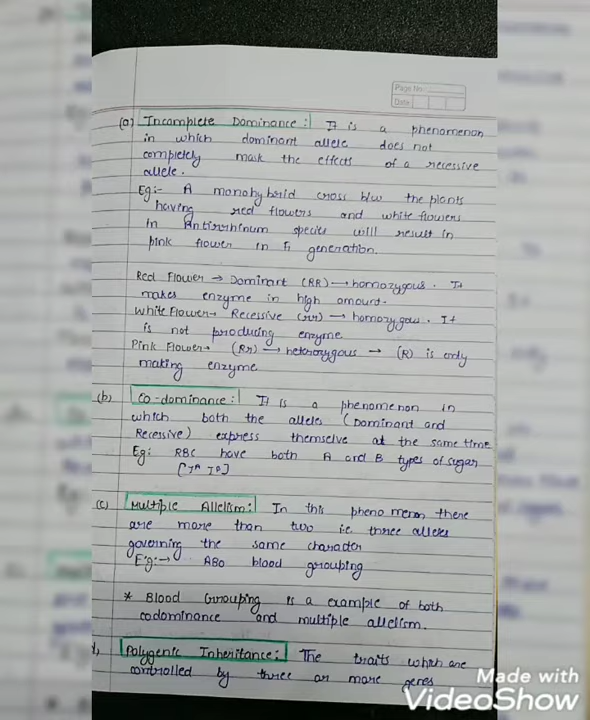 Page No.
Date
(a) Incomplete Dominance: It is a phenomenon
in which dominant allele does not
completely mask the effects of a recessive
allele.
Eg:- A monohybrid cross b/w the plants
having red flowers and white flowers
in Antirrhinum species will result in
pink flower in F1 generation.
Red Flower → Dominant (RR) → homozygous. It
makes enzyme in high amount.
White Flower → Recessive (rr) → homozygous. It
is not producing enzyme
Pink Flower → (Rr) → heterozygous → (R) is only
making enzyme
(b) Co-dominance: It is a phenomenon in
which both the alleles (Dominant and
Recessive) express themselve at the same time
Eg: RBC have both A and B types of sugar
[IA IB]
(c) Multiple Allelism: In this phenomenon there
are more than two i.e. three alleles
governing the same character
E'g:→ ABO blood grouping
* Blood Grouping is a example of both
codominance and multiple allelism.
Polygenic Inheritance: The traits which are
controlled by three or more genes
Made with
VideoShow